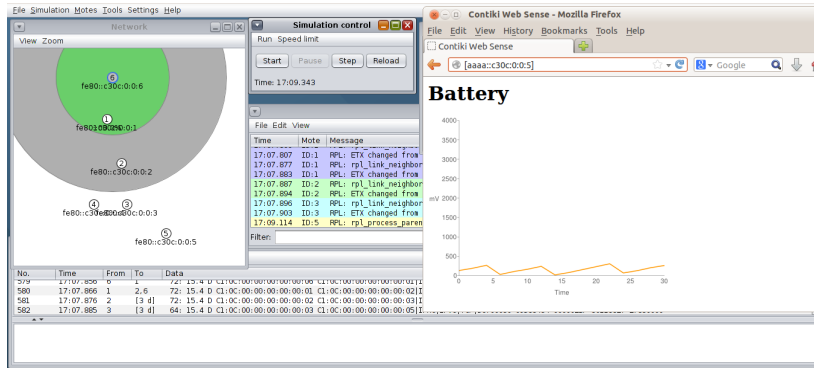 File Simulation Motes Tools Settings Help
Network
View Zoom
6
fe80::c30c:0:0:6
1
2
fe80::c30c:0:0:2
4
3
5
fe80::c30c:0:0:5
Simulation control
Run Speed limit
Start Pause Step Reload
Time: 17:09.343
File Edit View
Time Mote Message
17:07.807 ID:1 RPL: ETX changed from
17:07.877 ID:1 RPL: rpl_link_neighbor
17:07.883 ID:1 RPL: ETX changed from
17:07.887 ID:2 RPL: rpl_link_neighbor
17:07.894 ID:2 RPL: ETX changed from
17:07.896 ID:3 RPL: rpl_link_neighbor
17:07.903 ID:3 RPL: ETX changed from
17:09.114 ID:5 RPL: rpl_process_paren
Filter:
No. Time From To Data
580 17:07.866 1 2.6 72: 15.4 D C1:0C:00:00:00:00:00:01 C1:0C:00:00:00:00:00:02|I
581 17:07.876 2 [3 d] 72: 15.4 D C1:0C:00:00:00:00:00:02 C1:0C:00:00:00:00:00:03|I
582 17:07.885 3 [3 d] 64: 15.4 D C1:0C:00:00:00:00:00:03 C1:0C:00:00:00:00:00:05|I
Contiki Web Sense - Mozilla Firefox
File Edit View History Bookmarks Tools Help
Contiki Web Sense
[aaaa::c30c:0:0:5]
Google
Battery
4000
3500
3000
2500
mV 2000
1500
1000
500
0
0 5 10 15 20 25 30
Time